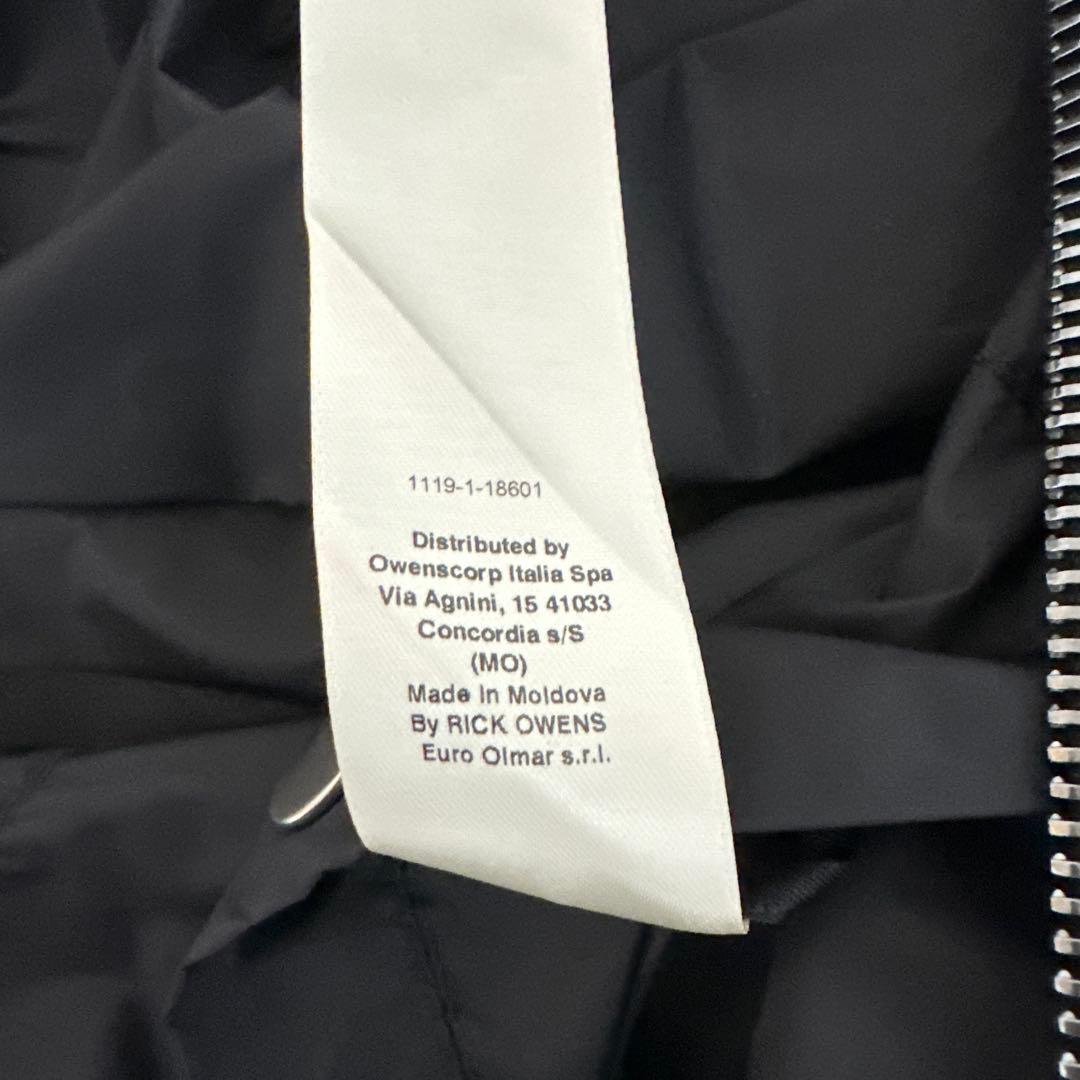 1119-1-18601
Distributed by
Owenscorp Italia Spa
Via Agnini, 15 41033
Concordia s/S
(MO)
Made In Moldova
By RICK OWENS
Euro Olmar s.r.l.